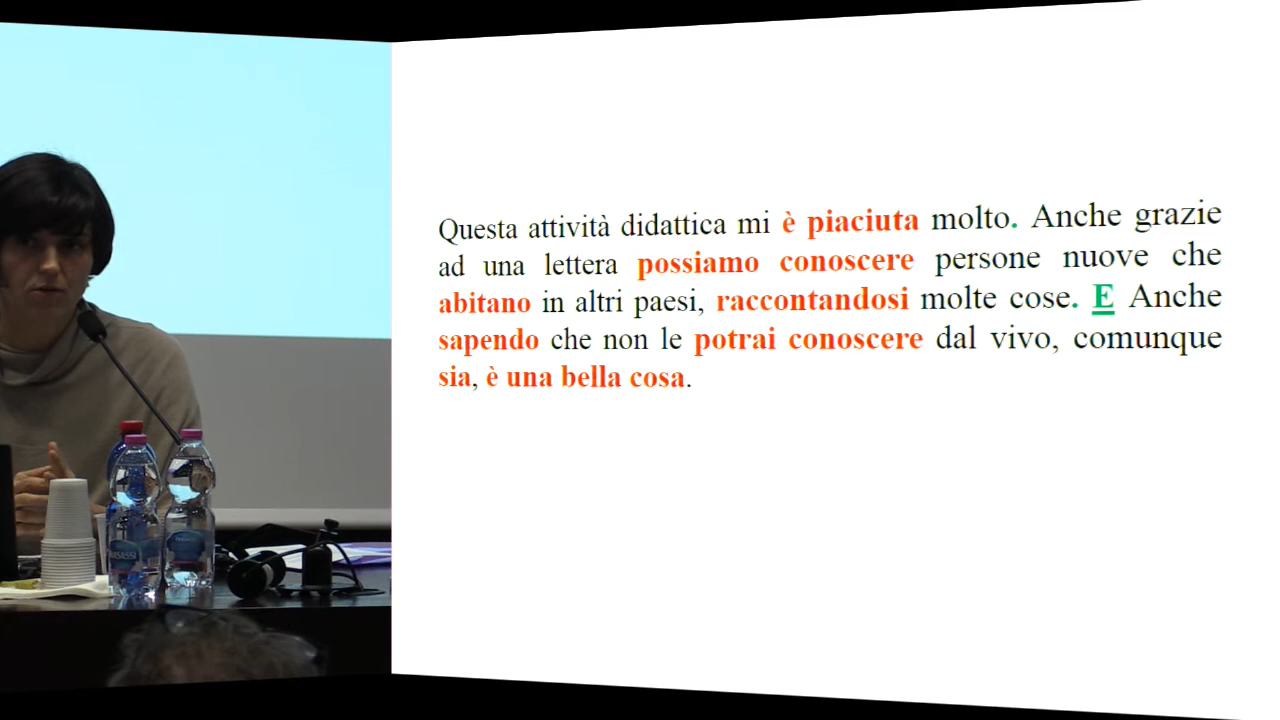 Questa attività didattica mi è piaciuta molto. Anche grazie
ad una lettera possiamo conoscere persone nuove che
abitano in altri paesi, raccontandosi molte cose. E Anche
sapendo che non le potrai conoscere dal vivo, comunque
sia, è una bella cosa.